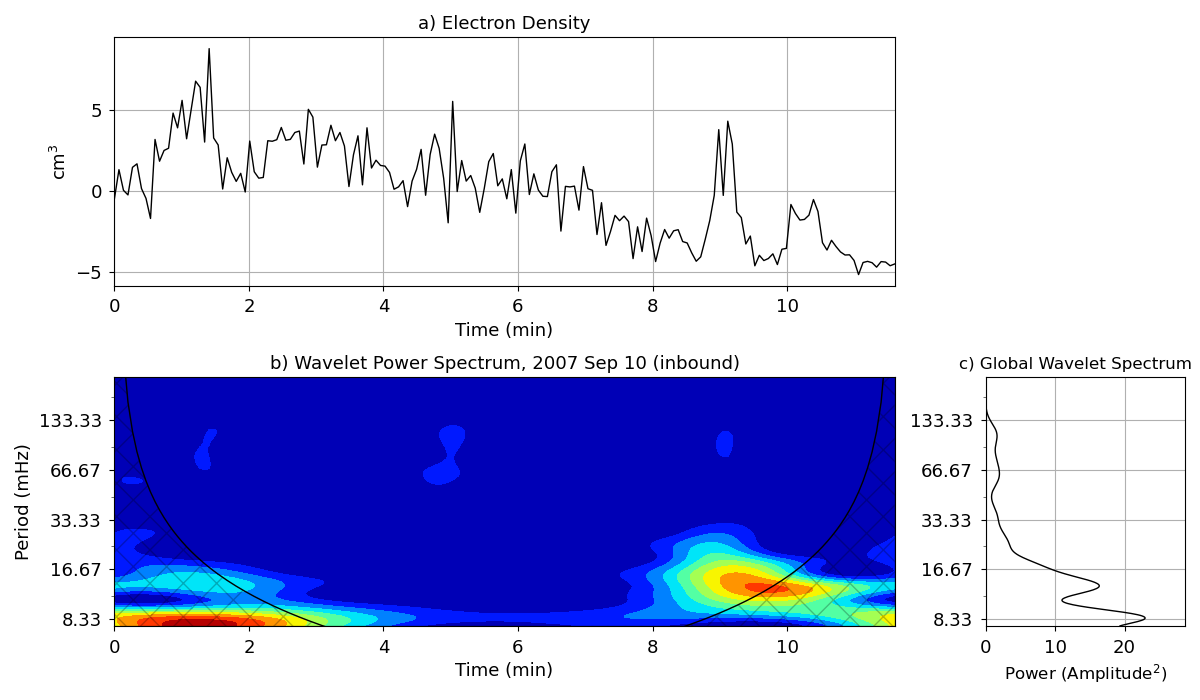 a) Electron Density
cm³
5
0
−5
0 2 4 6 8 10
Time (min)
b) Wavelet Power Spectrum, 2007 Sep 10 (inbound)
Period (mHz)
133.33
66.67
33.33
16.67
8.33
0 2 4 6 8 10
Time (min)
c) Global Wavelet Spectrum
133.33
66.67
33.33
16.67
8.33
0 10 20
Power (Amplitude²)